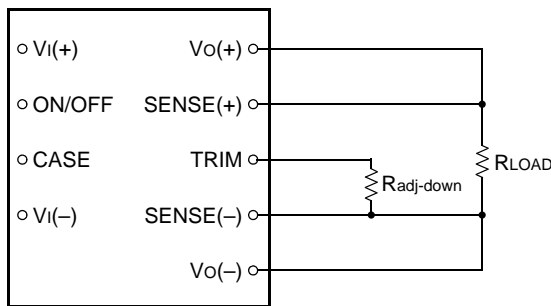 VI(+) VO(+)
ON/OFF SENSE(+)
CASE TRIM
RLOAD
Radj-down
VI(–) SENSE(–)
VO(–)